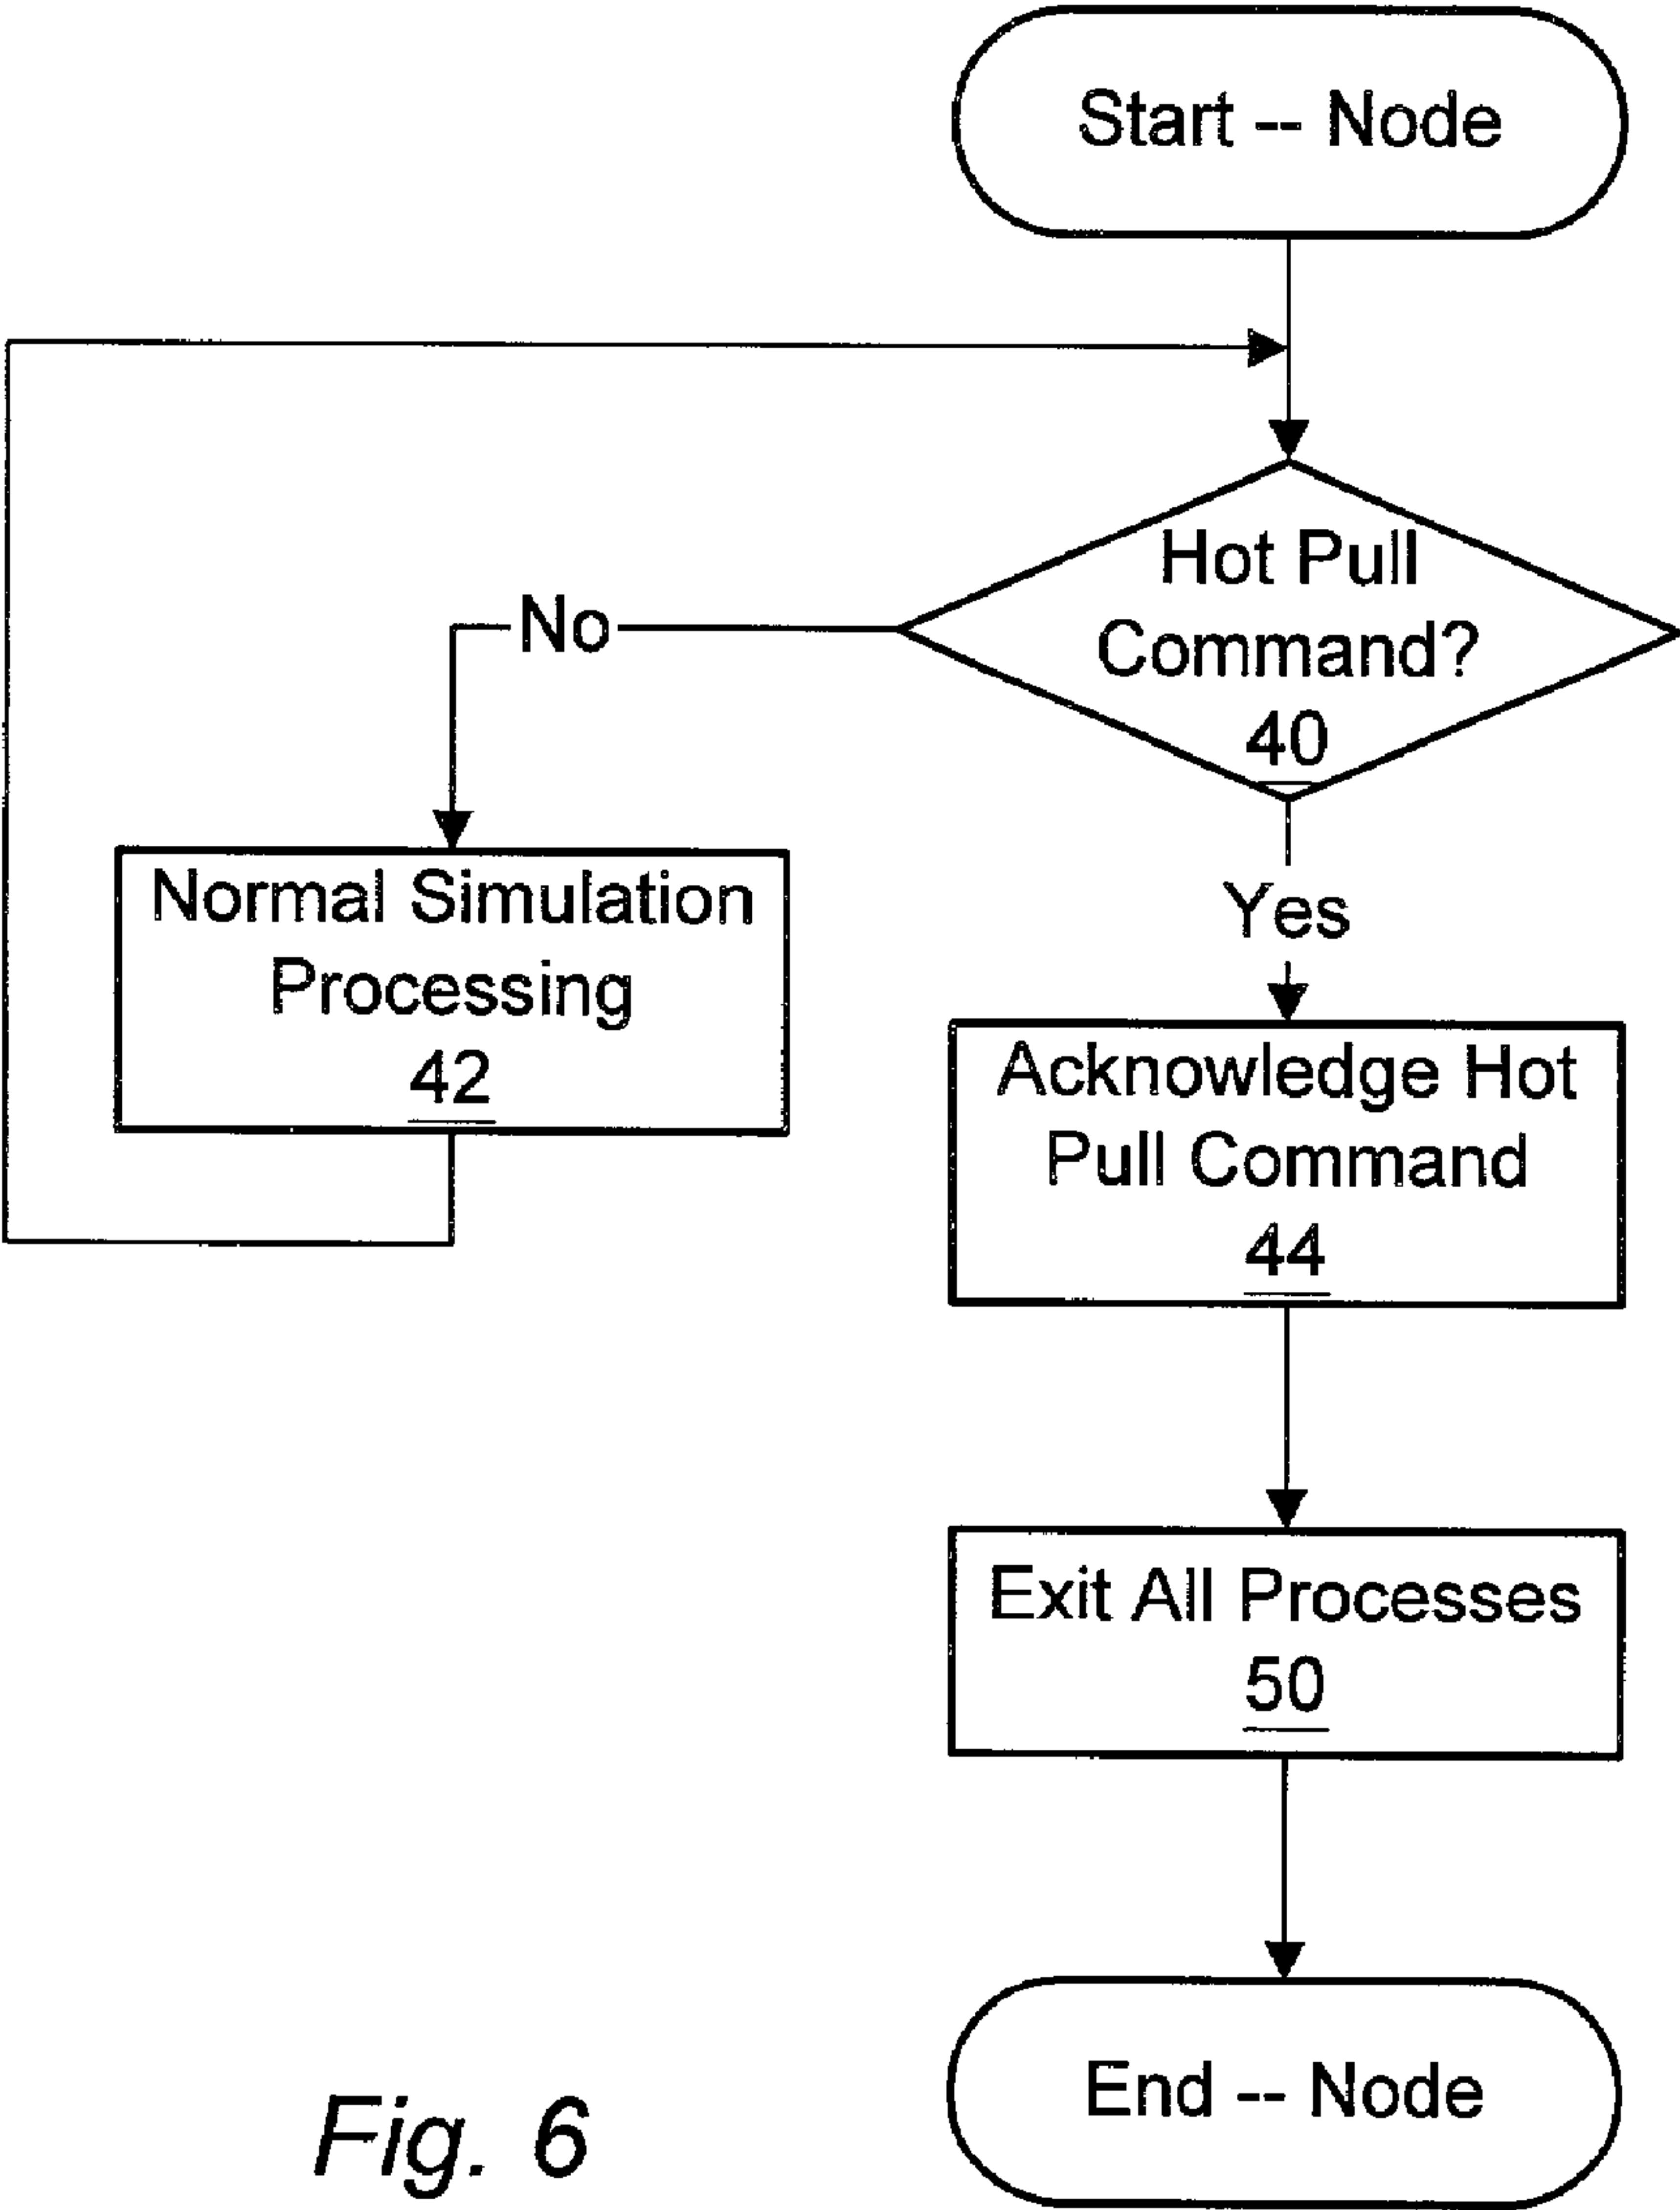 Start -- Node
Hot Pull
Command?
40
No
Yes
Normal Simulation
Processing
42
Acknowledge Hot
Pull Command
44
Exit All Processes
50
End -- Node
Fig. 6